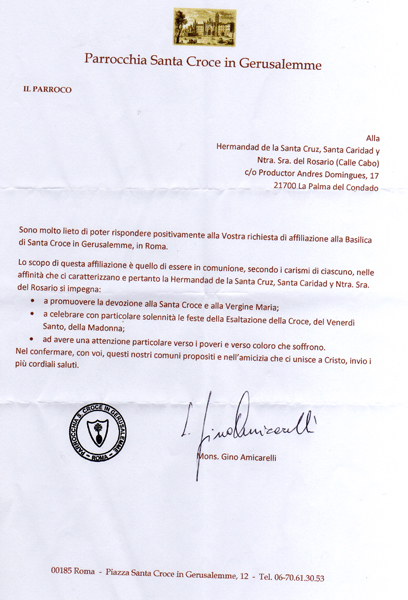 Parrocchia Santa Croce in Gerusalemme
IL PARROCO
Alla
Hermandad de la Santa Cruz, Santa Caridad y
Ntra. Sra. del Rosario (Calle Cabo)
c/o Productor Andres Domingues, 17
21700 La Palma del Condado
Sono molto lieto di poter rispondere positivamente alla Vostra richiesta di affiliazione alla Basilica
di Santa Croce in Gerusalemme, in Roma.
Lo scopo di questa affiliazione è quello di essere in comunione, secondo i carismi di ciascuno, nelle
affinità che ci caratterizzano e pertanto la Hermandad de la Santa Cruz, Santa Caridad y Ntra. Sra.
del Rosario si impegna:
• a promuovere la devozione alla Santa Croce e alla Vergine Maria;
• a celebrare con particolare solennità le feste della Esaltazione della Croce, del Venerdì
Santo, della Madonna;
• ad avere una attenzione particolare verso i poveri e verso coloro che soffrono.
Nel confermare, con voi, questi nostri comuni propositi e nell'amicizia che ci unisce a Cristo, invio i
più cordiali saluti.
PARROCCHIA S. CROCE IN GERUSALEMME
ROMA
Gino Amicarelli
Mons. Gino Amicarelli
00185 Roma - Piazza Santa Croce in Gerusalemme, 12 - Tel. 06-70.61.30.53